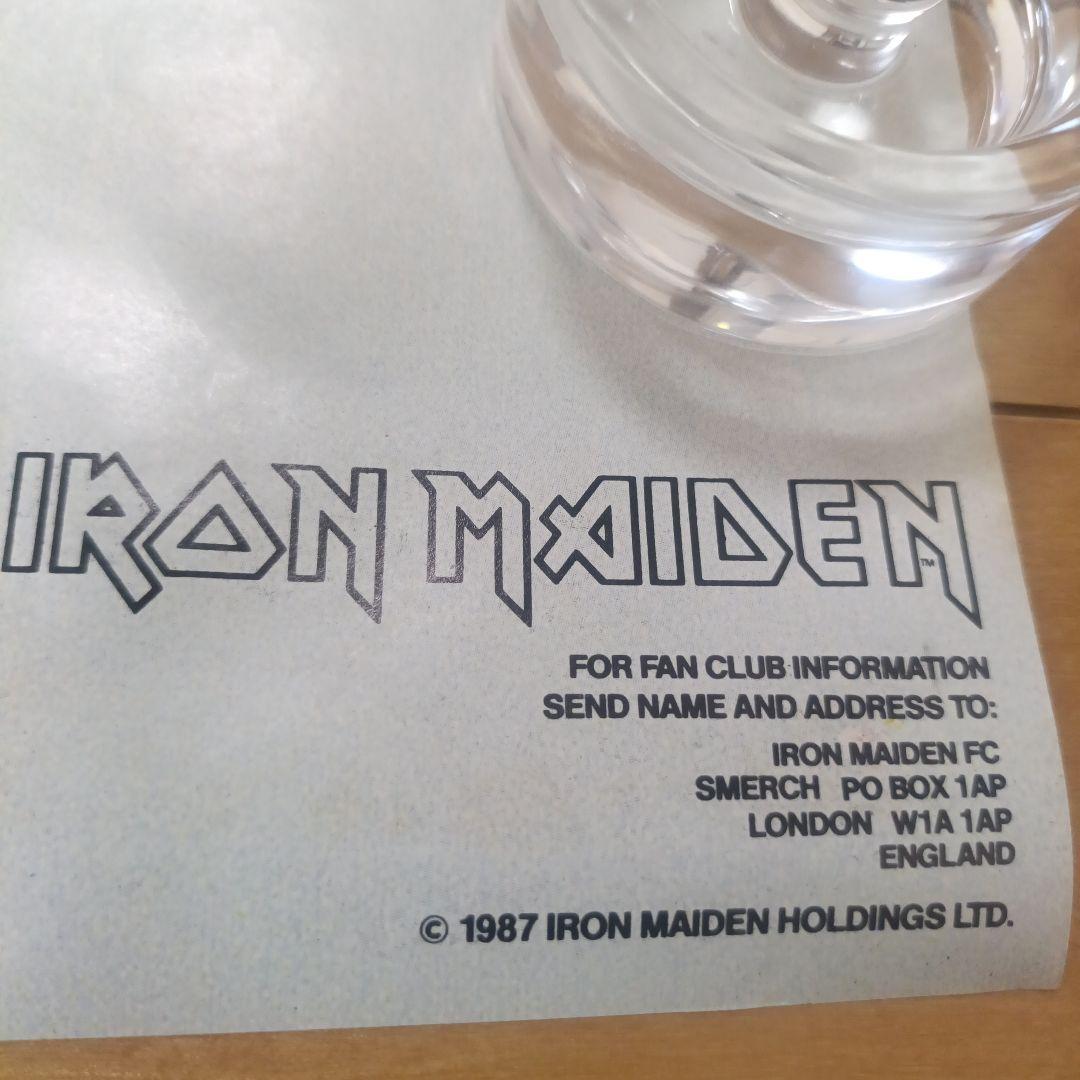 IRON MAIDEN™
FOR FAN CLUB INFORMATION
SEND NAME AND ADDRESS TO:
IRON MAIDEN FC
SMERCH PO BOX 1AP
LONDON W1A 1AP
ENGLAND
© 1987 IRON MAIDEN HOLDINGS LTD.